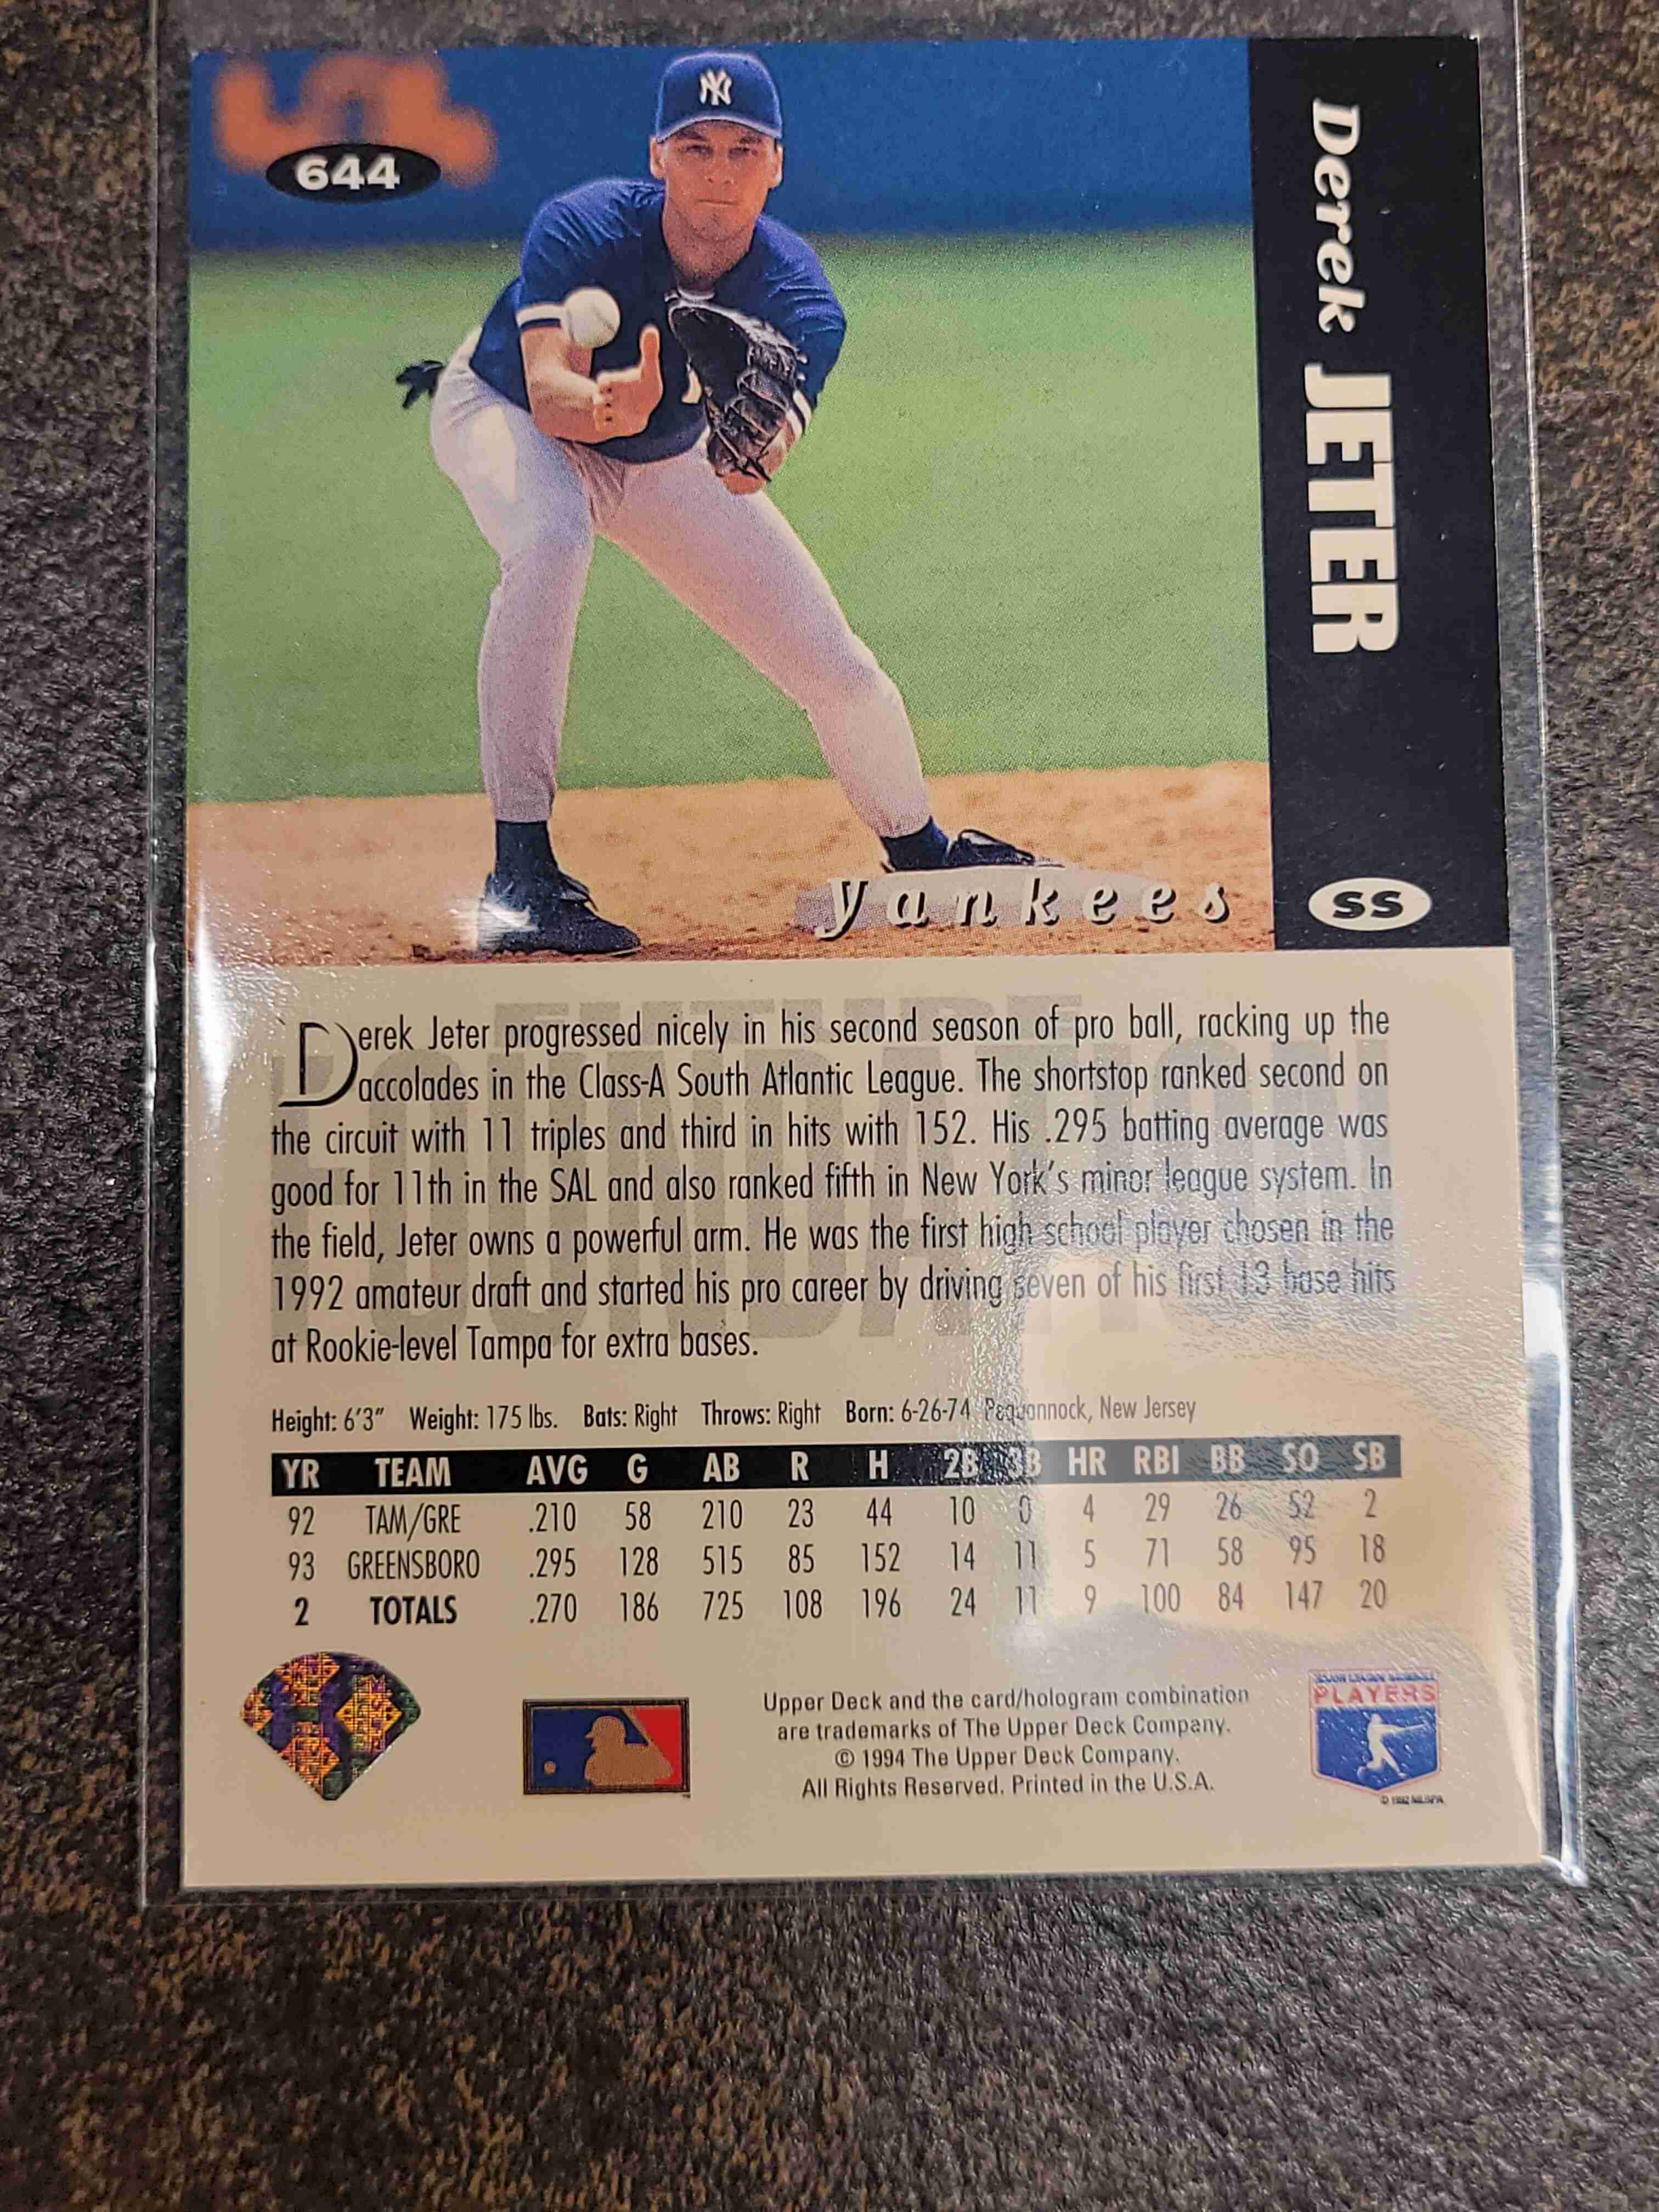 644
NY
Derek JETER
SS
yankees
FUTURE
FOUNDATION
Derek Jeter progressed nicely in his second season of pro ball, racking up the
accolades in the Class-A South Atlantic League. The shortstop ranked second on
the circuit with 11 triples and third in hits with 152. His .295 batting average was
good for 11th in the SAL and also ranked fifth in New York's minor league system. In
the field, Jeter owns a powerful arm. He was the first high school player chosen in the
1992 amateur draft and started his pro career by driving seven of his first 13 base hits
at Rookie-level Tampa for extra bases.
Height: 6'3" Weight: 175 lbs. Bats: Right Throws: Right Born: 6-26-74 Pequannock, New Jersey
YR TEAM AVG G AB R H 2B 3B HR RBI BB SO SB
92 TAM/GRE .210 58 210 23 44 10 0 4 29 26 52 2
93 GREENSBORO .295 128 515 85 152 14 11 5 71 58 95 18
2 TOTALS .270 186 725 108 196 24 11 9 100 84 147 20
Upper Deck and the card/hologram combination
are trademarks of The Upper Deck Company.
© 1994 The Upper Deck Company.
All Rights Reserved. Printed in the U.S.A.
MAJOR LEAGUE BASEBALL
PLAYERS
© 1992 MLBPA